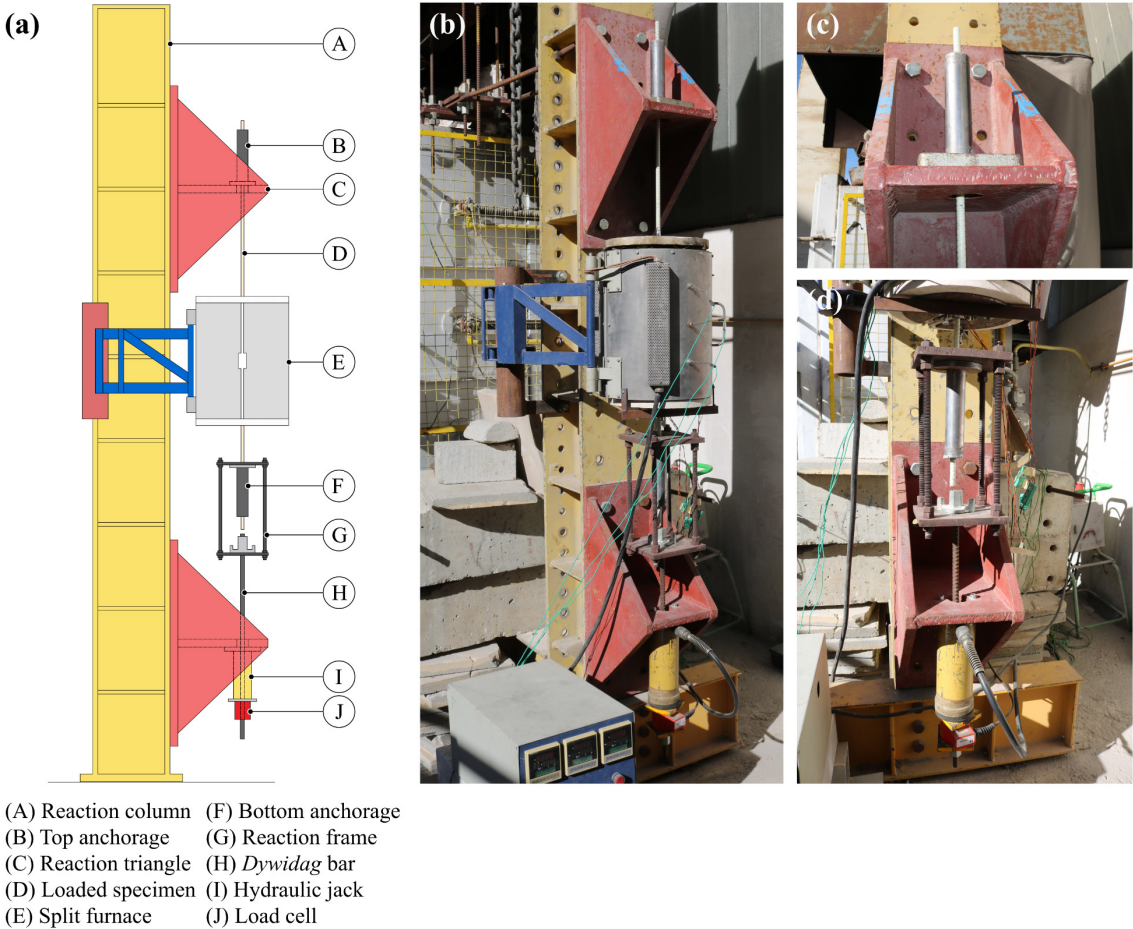 (a)
A
B
C
D
E
F
G
H
I
J
(b)
(c)
(d)
(A) Reaction column (F) Bottom anchorage
(B) Top anchorage (G) Reaction frame
(C) Reaction triangle (H) Dywidag bar
(D) Loaded specimen (I) Hydraulic jack
(E) Split furnace (J) Load cell